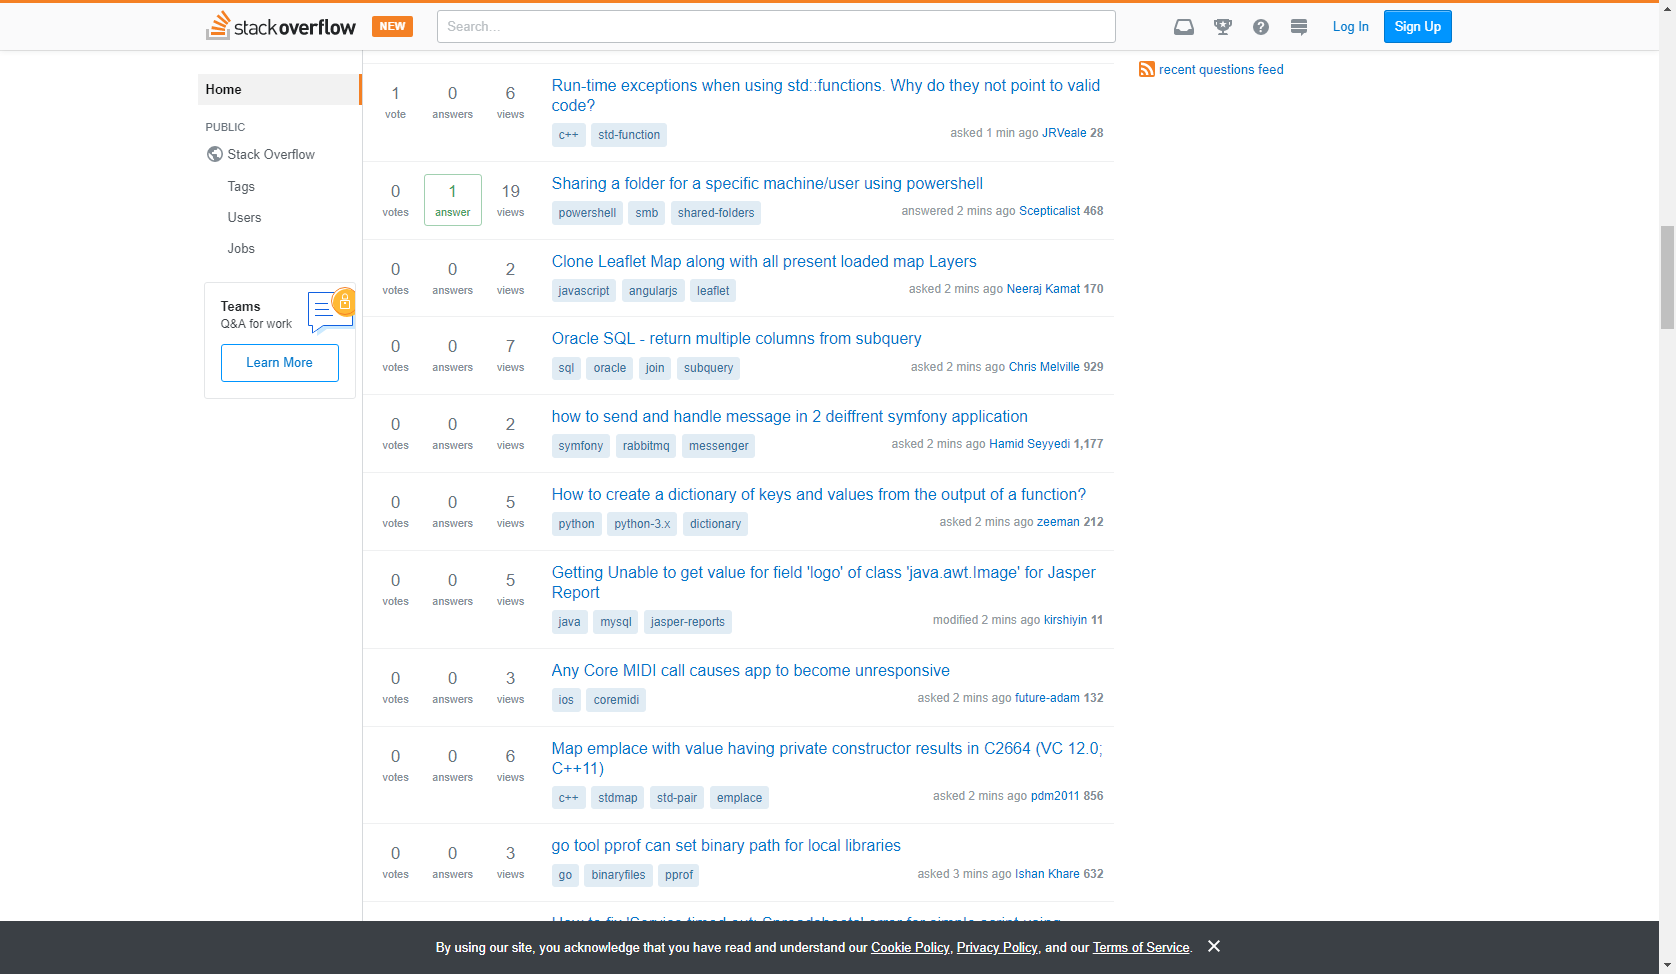 stackoverflow NEW Search... Log In Sign Up
Home
PUBLIC
Stack Overflow
Tags
Users
Jobs
Teams
Q&A for work
Learn More
1 vote 0 answers 6 views
Run-time exceptions when using std::functions. Why do they not point to valid
code?
c++ std-function
asked 1 min ago JRVeale 28
0 votes 1 answer 19 views
Sharing a folder for a specific machine/user using powershell
powershell smb shared-folders
answered 2 mins ago Scepticalist 468
0 votes 0 answers 2 views
Clone Leaflet Map along with all present loaded map Layers
javascript angularjs leaflet
asked 2 mins ago Neeraj Kamat 170
0 votes 0 answers 7 views
Oracle SQL - return multiple columns from subquery
sql oracle join subquery
asked 2 mins ago Chris Melville 929
0 votes 0 answers 2 views
how to send and handle message in 2 deiffrent symfony application
symfony rabbitmq messenger
asked 2 mins ago Hamid Seyyedi 1,177
0 votes 0 answers 5 views
How to create a dictionary of keys and values from the output of a function?
python python-3.x dictionary
asked 2 mins ago zeeman 212
0 votes 0 answers 5 views
Getting Unable to get value for field 'logo' of class 'java.awt.Image' for Jasper
Report
java mysql jasper-reports
modified 2 mins ago kirshiyin 11
0 votes 0 answers 3 views
Any Core MIDI call causes app to become unresponsive
ios coremidi
asked 2 mins ago future-adam 132
0 votes 0 answers 6 views
Map emplace with value having private constructor results in C2664 (VC 12.0;
C++11)
c++ stdmap std-pair emplace
asked 2 mins ago pdm2011 856
0 votes 0 answers 3 views
go tool pprof can set binary path for local libraries
go binaryfiles pprof
asked 3 mins ago Ishan Khare 632
How to fix 'Service timed out: Spreadsheets' error for simple script using
recent questions feed
By using our site, you acknowledge that you have read and understand our Cookie Policy, Privacy Policy, and our Terms of Service.